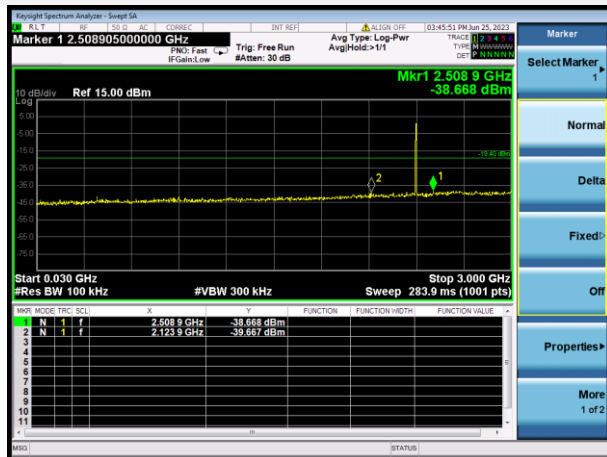 Keysight Spectrum Analyzer - Swept SA
RLT RF 50 Ω AC CORREC INT REF ALIGN OFF 03:45:51 PM Jun 25, 2023
Marker 1 2.508905000000 GHz
PNO: Fast
IFGain:Low
Trig: Free Run
#Atten: 30 dB
Avg Type: Log-Pwr
Avg|Hold:>1/1
TRACE 1 2 3 4 5 6
TYPE M W W W W W
DET P N N N N N
Mkr1 2.508 9 GHz
-38.668 dBm
10 dB/div Ref 15.00 dBm
Log
5.00
-5.00
-15.0
-19.40 dBm
-25.0
-35.0
-45.0
-55.0
-65.0
-75.0
2
1
Start 0.030 GHz Stop 3.000 GHz
#Res BW 100 kHz #VBW 300 kHz Sweep 283.9 ms (1001 pts)
MKR MODE TRC SCL X Y FUNCTION FUNCTION WIDTH FUNCTION VALUE
1 N 1 f 2.508 9 GHz -38.668 dBm
2 N 1 f 2.123 9 GHz -39.667 dBm
3
4
5
6
7
8
9
10
11
MSG STATUS
Marker
Select Marker
1
Normal
Delta
Fixed
Off
Properties
More
1 of 2